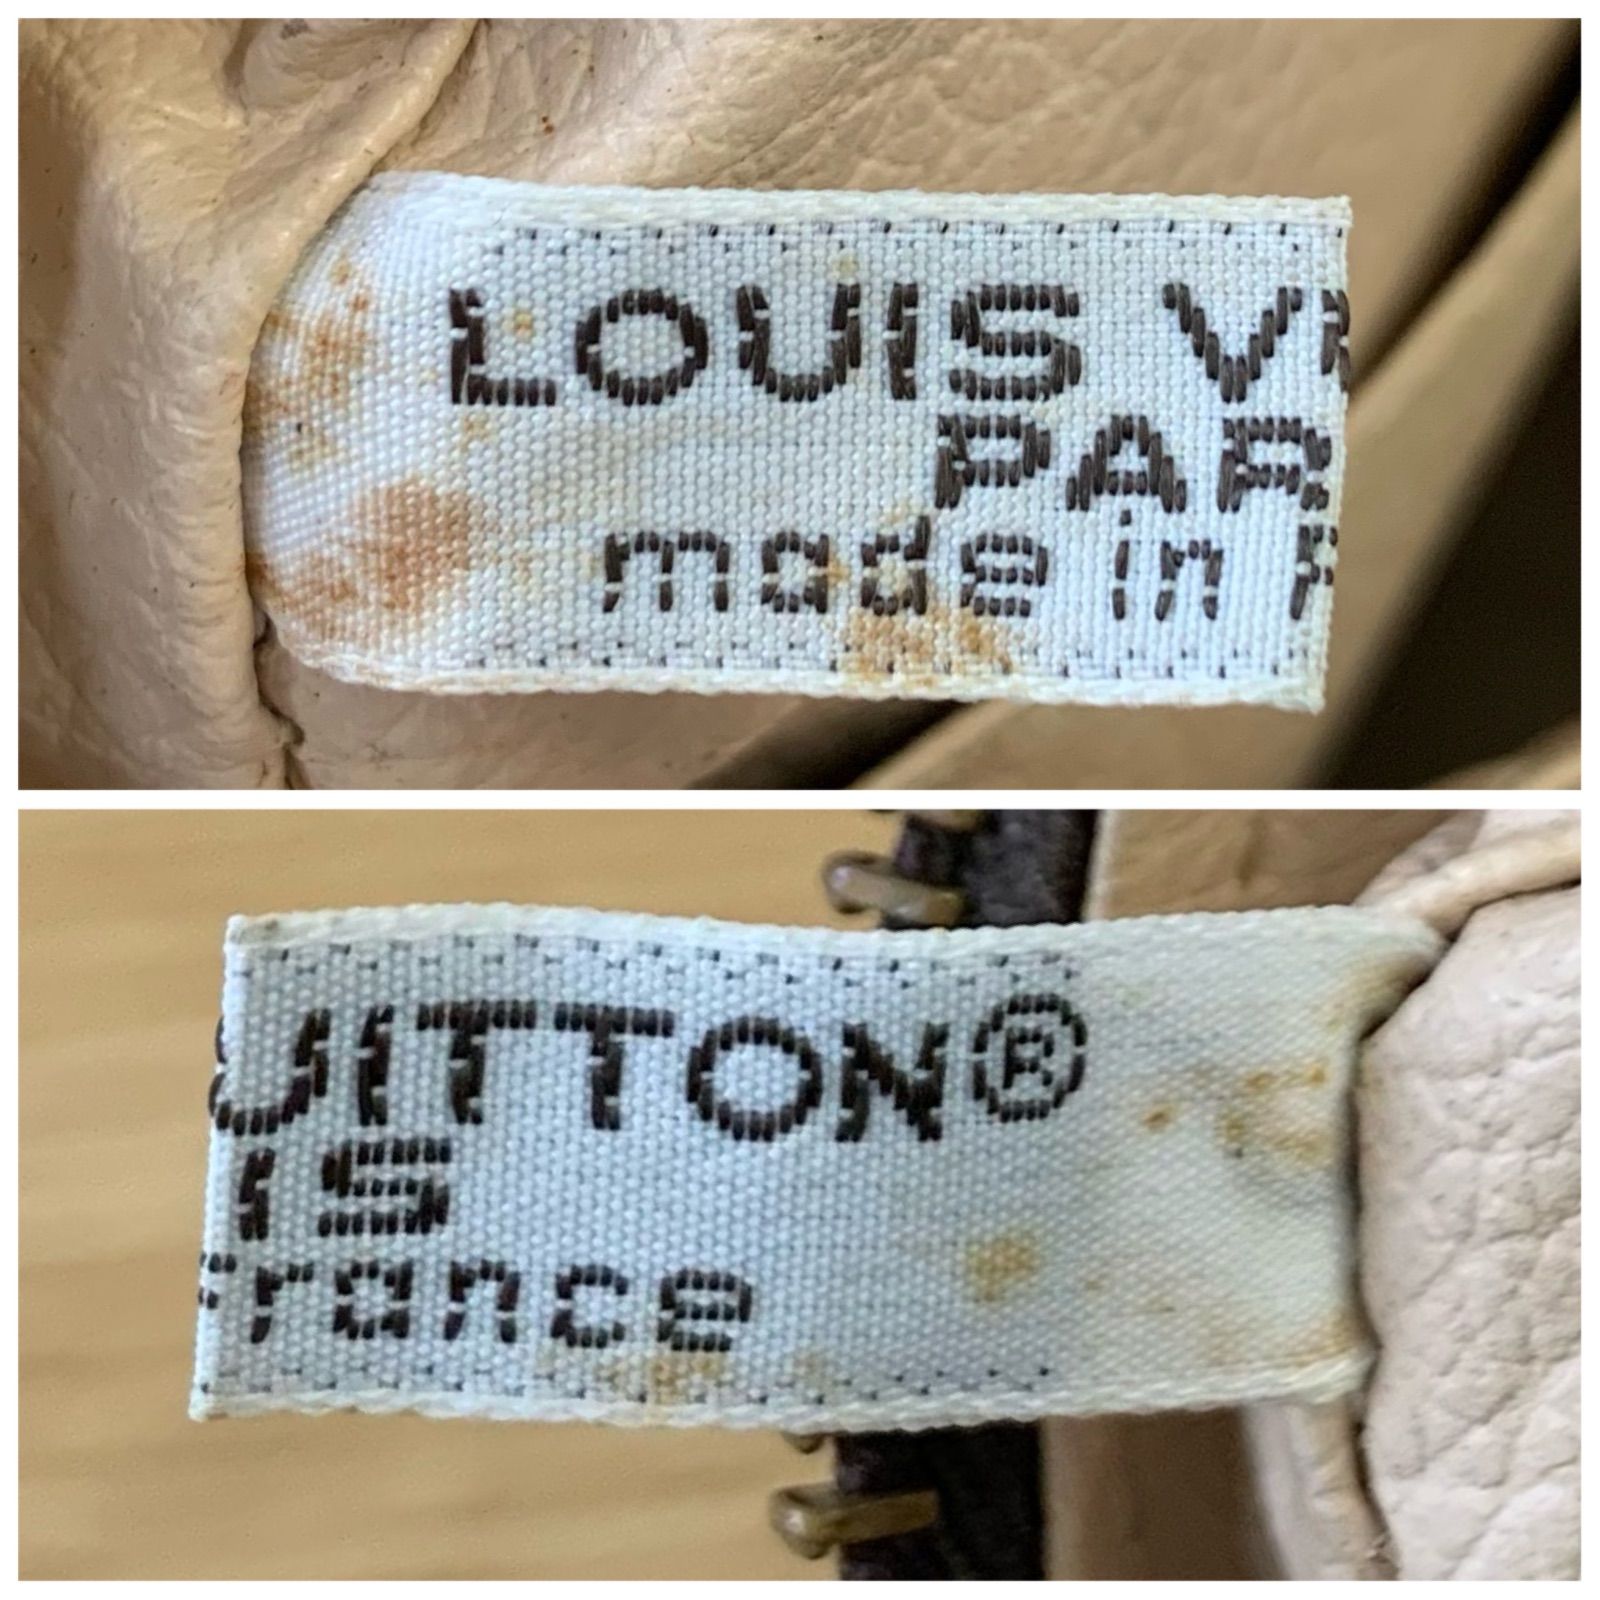 LOUIS V
PAR
made in F
UITTON®
IS
rance